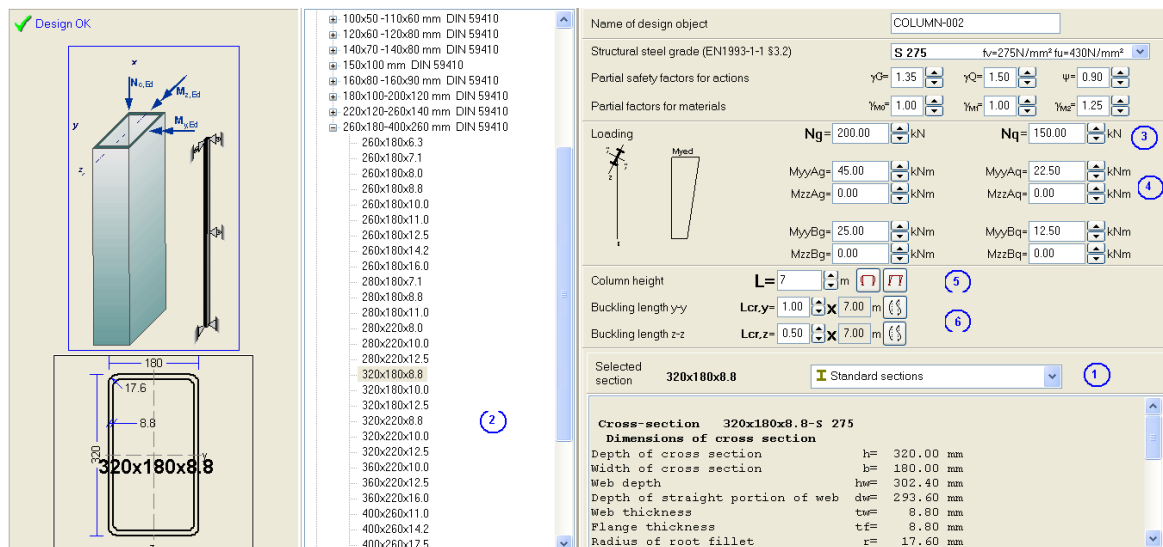 Design OK
x
Nc,Ed
Mz,Ed
My,Ed
y
z
180
17.6
8.8
320
y
320x180x8.8
z
100x50 -110x60 mm DIN 59410
120x60 -120x80 mm DIN 59410
140x70 -140x80 mm DIN 59410
150x100 mm DIN 59410
160x80 -160x90 mm DIN 59410
180x100-200x120 mm DIN 59410
220x120-260x140 mm DIN 59410
260x180-400x260 mm DIN 59410
260x180x6.3
260x180x7.1
260x180x8.0
260x180x8.8
260x180x10.0
260x180x11.0
260x180x12.5
260x180x14.2
260x180x16.0
280x180x7.1
280x180x8.8
280x180x11.0
280x220x8.0
280x220x10.0
280x220x12.5
320x180x8.8
320x180x10.0
320x180x12.5
320x220x8.8
320x220x10.0
320x220x12.5
360x220x10.0
360x220x12.5
360x220x16.0
400x260x11.0
400x260x14.2
400x260x17.5
2
Name of design object COLUMN-002
Structural steel grade (EN1993-1-1 §3.2) S 275 fv=275N/mm² fu=430N/mm²
Partial safety factors for actions γG= 1.35 γQ= 1.50 ψ= 0.90
Partial factors for materials γM0= 1.00 γM1= 1.00 γM2= 1.25
Loading Ng= 200.00 kN Nq= 150.00 kN 3
Myed
MyyAg= 45.00 kNm MyyAq= 22.50 kNm
MzzAg= 0.00 kNm MzzAq= 0.00 kNm 4
MyyBg= 25.00 kNm MyyBq= 12.50 kNm
MzzBg= 0.00 kNm MzzBq= 0.00 kNm
Column height L= 7 m 5
Buckling length y-y Lcr,y= 1.00 x 7.00 m
6
Buckling length z-z Lcr,z= 0.50 x 7.00 m
Selected section 320x180x8.8 Standard sections 1
Cross-section 320x180x8.8-S 275
Dimensions of cross section
Depth of cross section h= 320.00 mm
Width of cross section b= 180.00 mm
Web depth hw= 302.40 mm
Depth of straight portion of web dw= 293.60 mm
Web thickness tw= 8.80 mm
Flange thickness tf= 8.80 mm
Radius of root fillet r= 17.60 mm